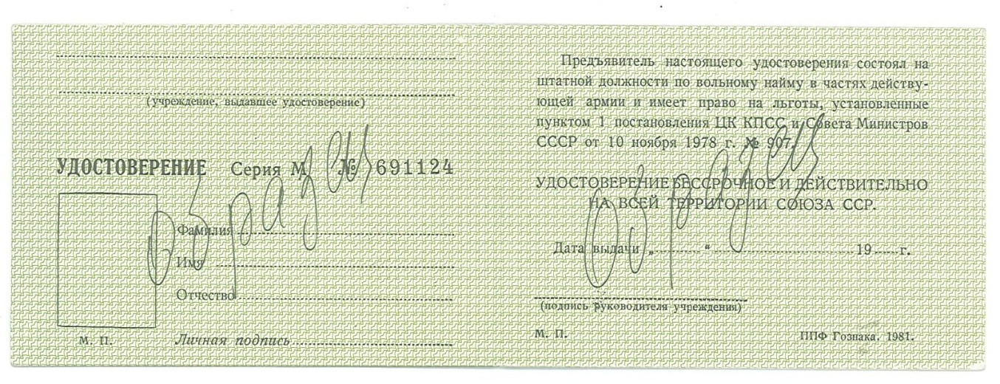 (учреждение, выдавшее удостоверение)
УДОСТОВЕРЕНИЕ Серия М № 691124
Фамилия
Имя
Отчество
М. П. Личная подпись
образец
Предъявитель настоящего удостоверения состоял на
штатной должности по вольному найму в частях действу-
ющей армии и имеет право на льготы, установленные
пунктом 1 постановления ЦК КПСС и Совета Министров
СССР от 10 ноября 1978 г. № 907.
УДОСТОВЕРЕНИЕ БЕССРОЧНОЕ И ДЕЙСТВИТЕЛЬНО
НА ВСЕЙ ТЕРРИТОРИИ СОЮЗА ССР.
Дата выдачи „ “ 19 г.
(подпись руководителя учреждения)
М. П. ППФ Гознака. 1981.
образец